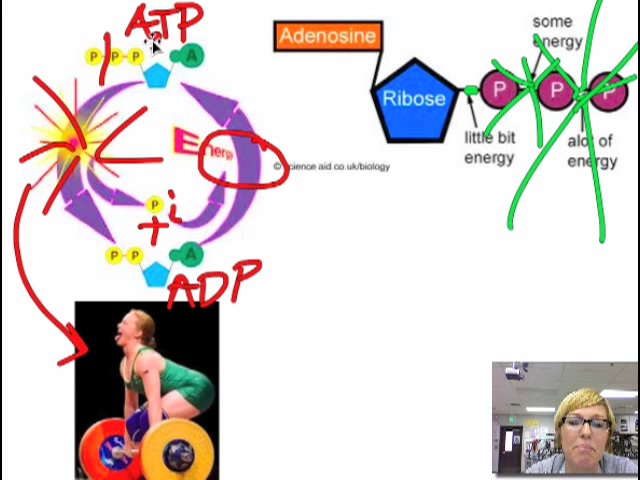 ATP
P P P A
Energy
© science aid.co.uk/biology
P i
+
P P A
ADP
Adenosine
Ribose
P P P
some
energy
little bit
energy
alot of
energy